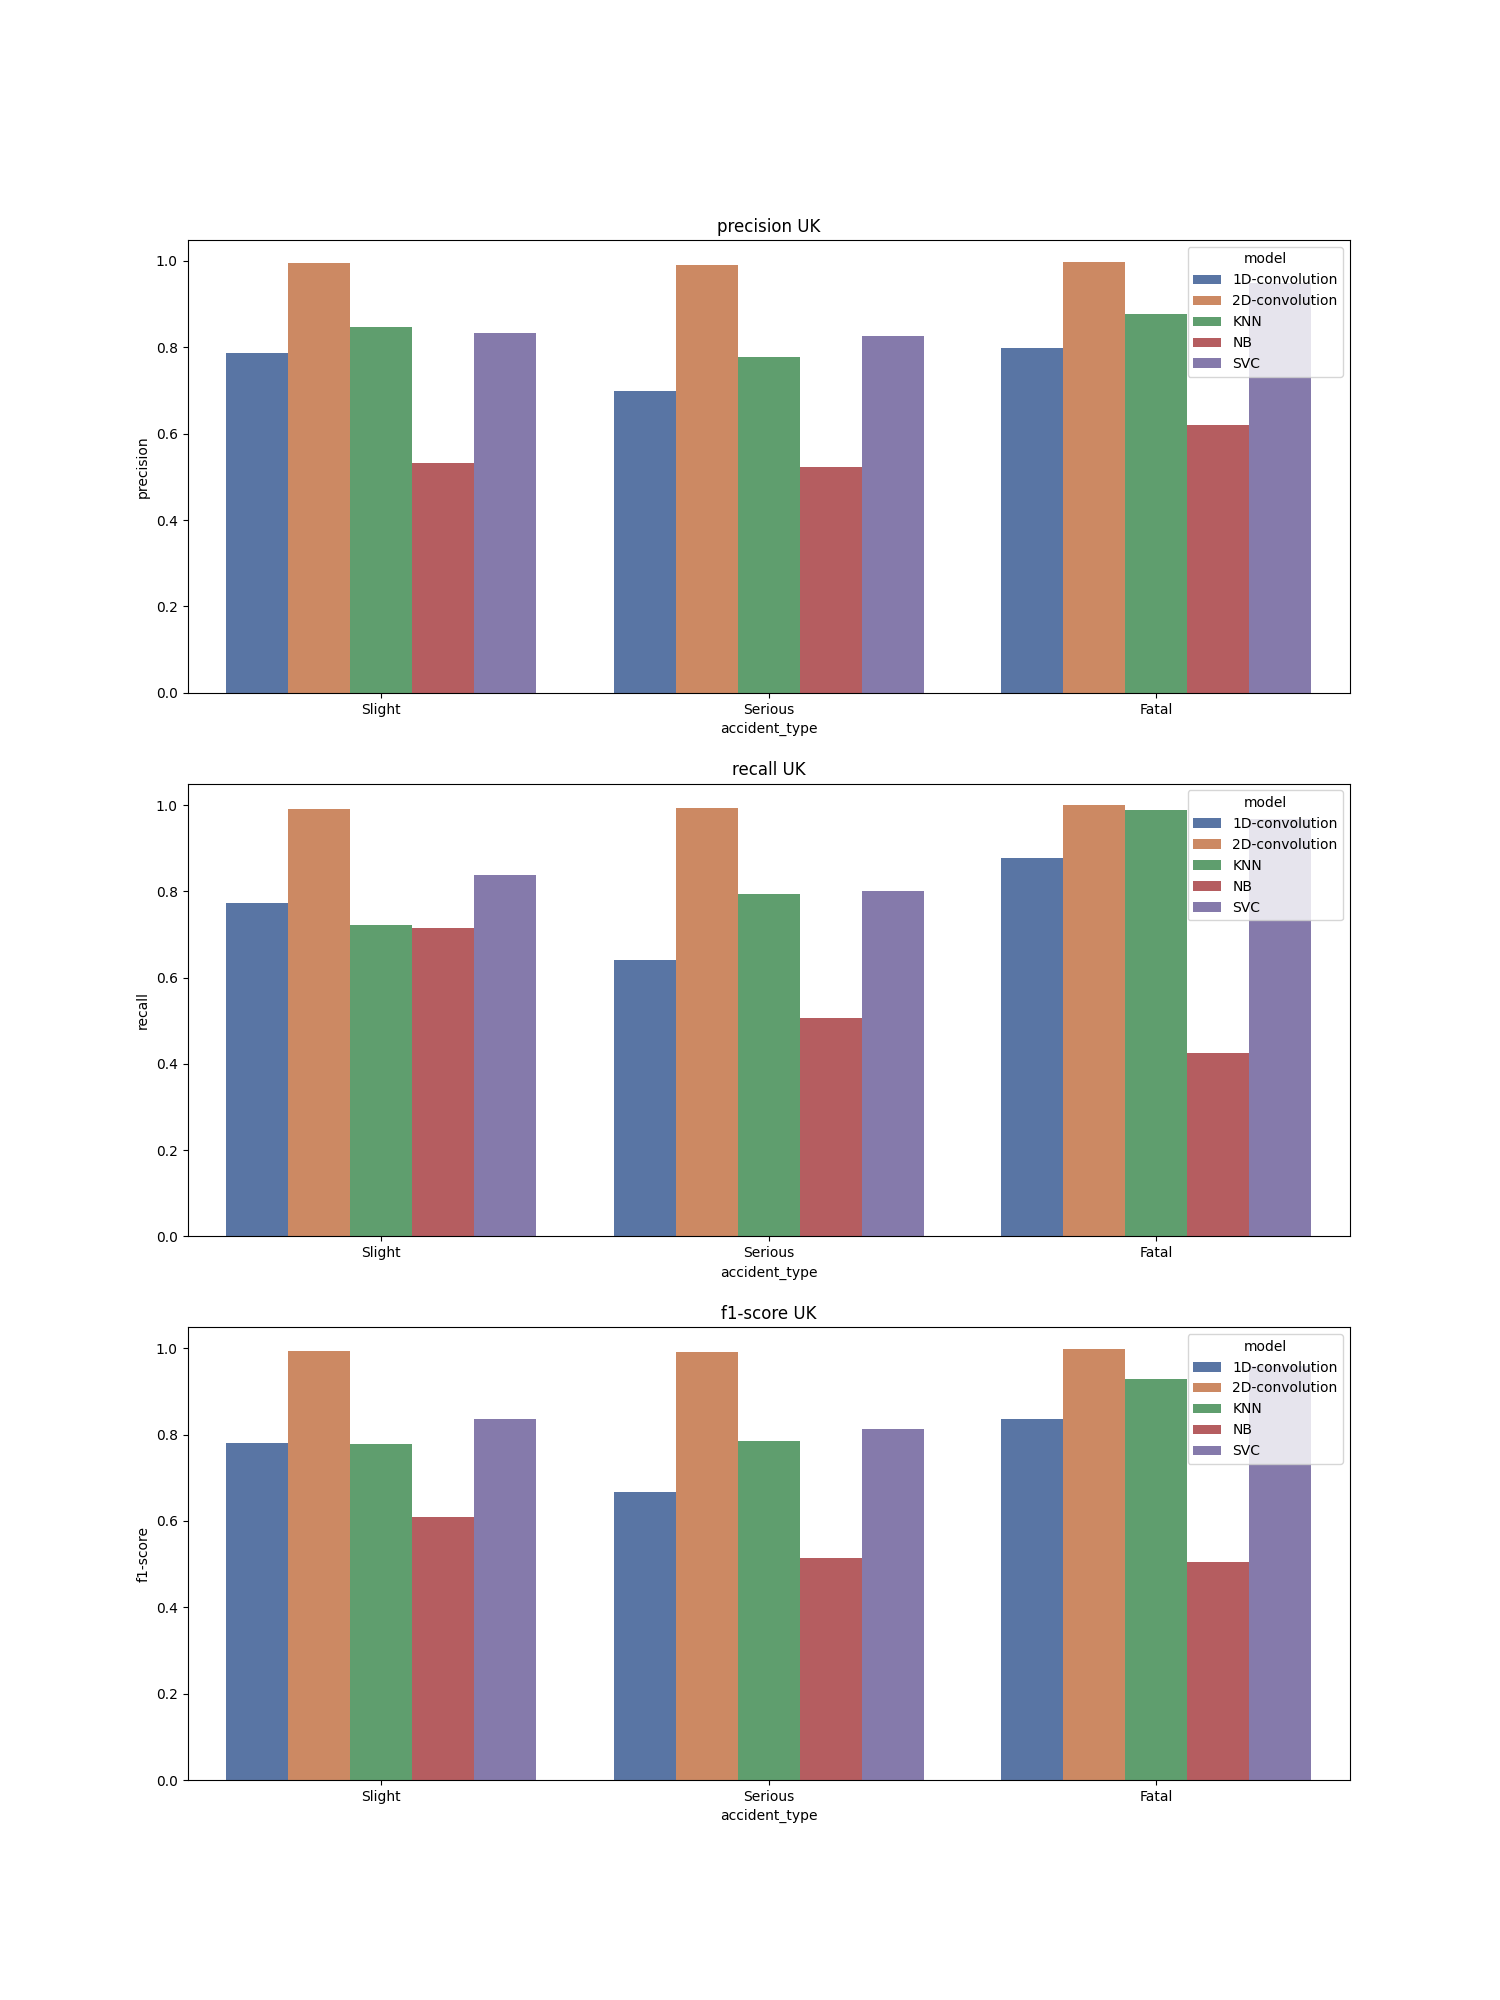 precision UK
model
1D-convolution
2D-convolution
KNN
NB
SVC
1.0
0.8
0.6
0.4
0.2
0.0
precision
Slight
Serious
Fatal
accident_type
recall UK
model
1D-convolution
2D-convolution
KNN
NB
SVC
1.0
0.8
0.6
0.4
0.2
0.0
recall
Slight
Serious
Fatal
accident_type
f1-score UK
model
1D-convolution
2D-convolution
KNN
NB
SVC
1.0
0.8
0.6
0.4
0.2
0.0
f1-score
Slight
Serious
Fatal
accident_type